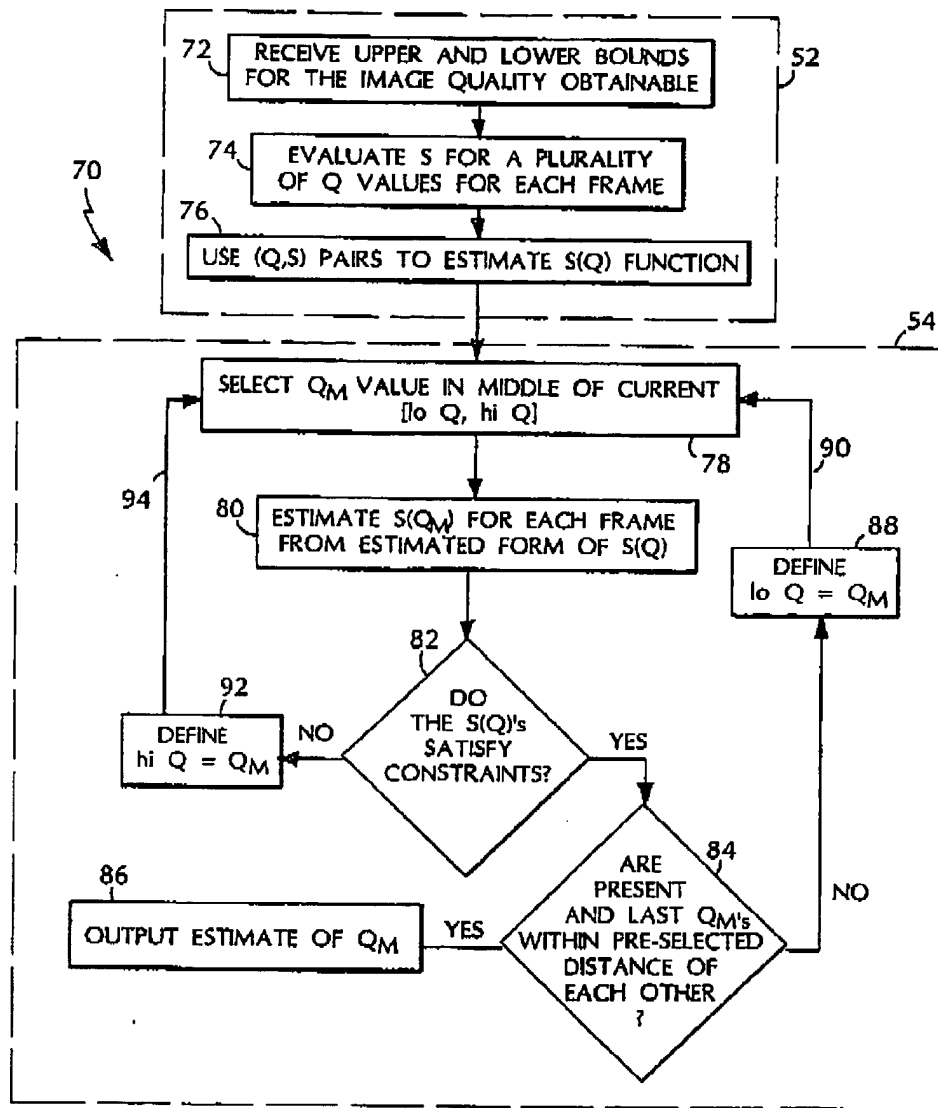 72
RECEIVE UPPER AND LOWER BOUNDS
FOR THE IMAGE QUALITY OBTAINABLE
52
74
EVALUATE S FOR A PLURALITY
OF Q VALUES FOR EACH FRAME
70
76
USE (Q,S) PAIRS TO ESTIMATE S(Q) FUNCTION
54
SELECT QM VALUE IN MIDDLE OF CURRENT
[lo Q, hi Q]
78
90
94
80
ESTIMATE S(QM) FOR EACH FRAME
FROM ESTIMATED FORM OF S(Q)
88
DEFINE
lo Q = QM
82
DO
THE S(Q)'s
SATISFY
CONSTRAINTS?
92
DEFINE
hi Q = QM
NO
YES
84
ARE
PRESENT
AND LAST QM's
WITHIN PRE-SELECTED
DISTANCE OF
EACH OTHER
?
NO
86
OUTPUT ESTIMATE OF QM
YES